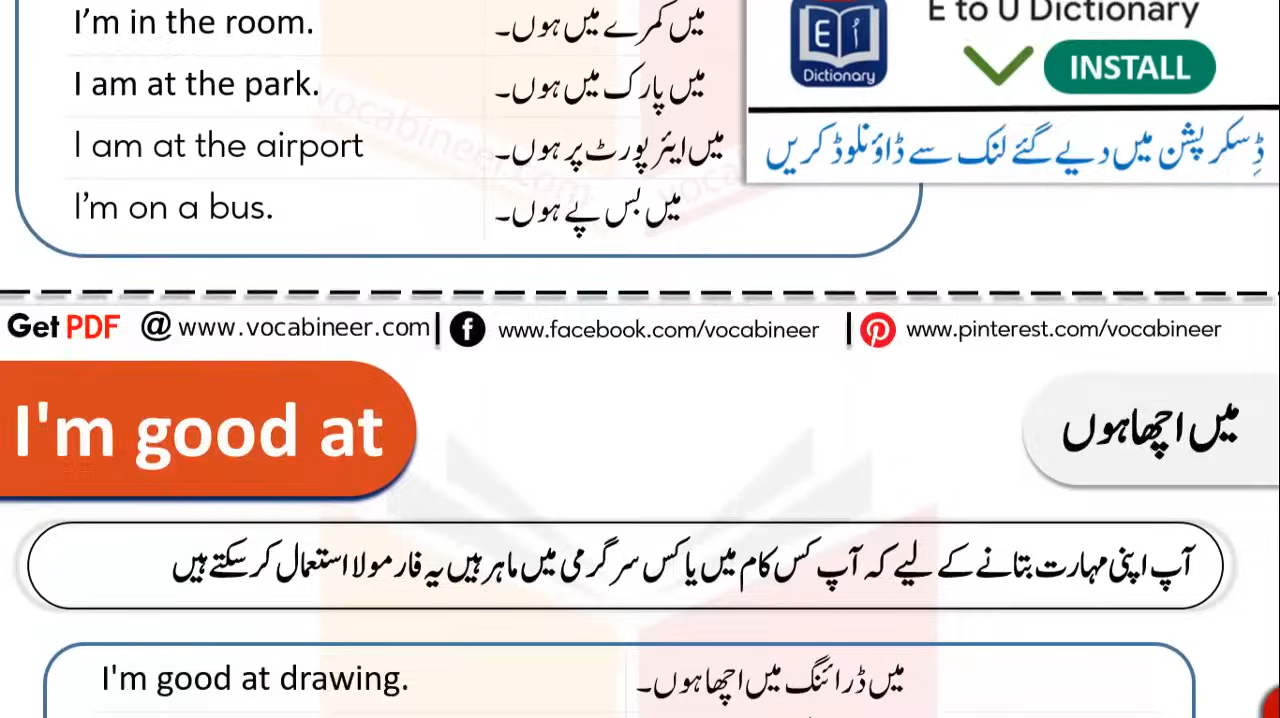 I'm in the room. میں کمرے میں ہوں۔
I am at the park. میں پارک میں ہوں۔
I am at the airport میں ایئرپورٹ پر ہوں۔
I'm on a bus. میں بس پے ہوں۔
E to U Dictionary
E اُ
Dictionary
INSTALL
ڈِسکرپشن میں دیے گئے لنک سے ڈاؤنلوڈ کریں
vocabineer.com
Get PDF @ www.vocabineer.com | www.facebook.com/vocabineer | www.pinterest.com/vocabineer
I'm good at میں اچھا ہوں
آپ اپنی مہارت بتانے کے لیے کہ آپ کس کام میں یا کس سرگرمی میں ماہر ہیں یہ فارمولا استعمال کر سکتے ہیں
I'm good at drawing. میں ڈرائنگ میں اچھا ہوں۔